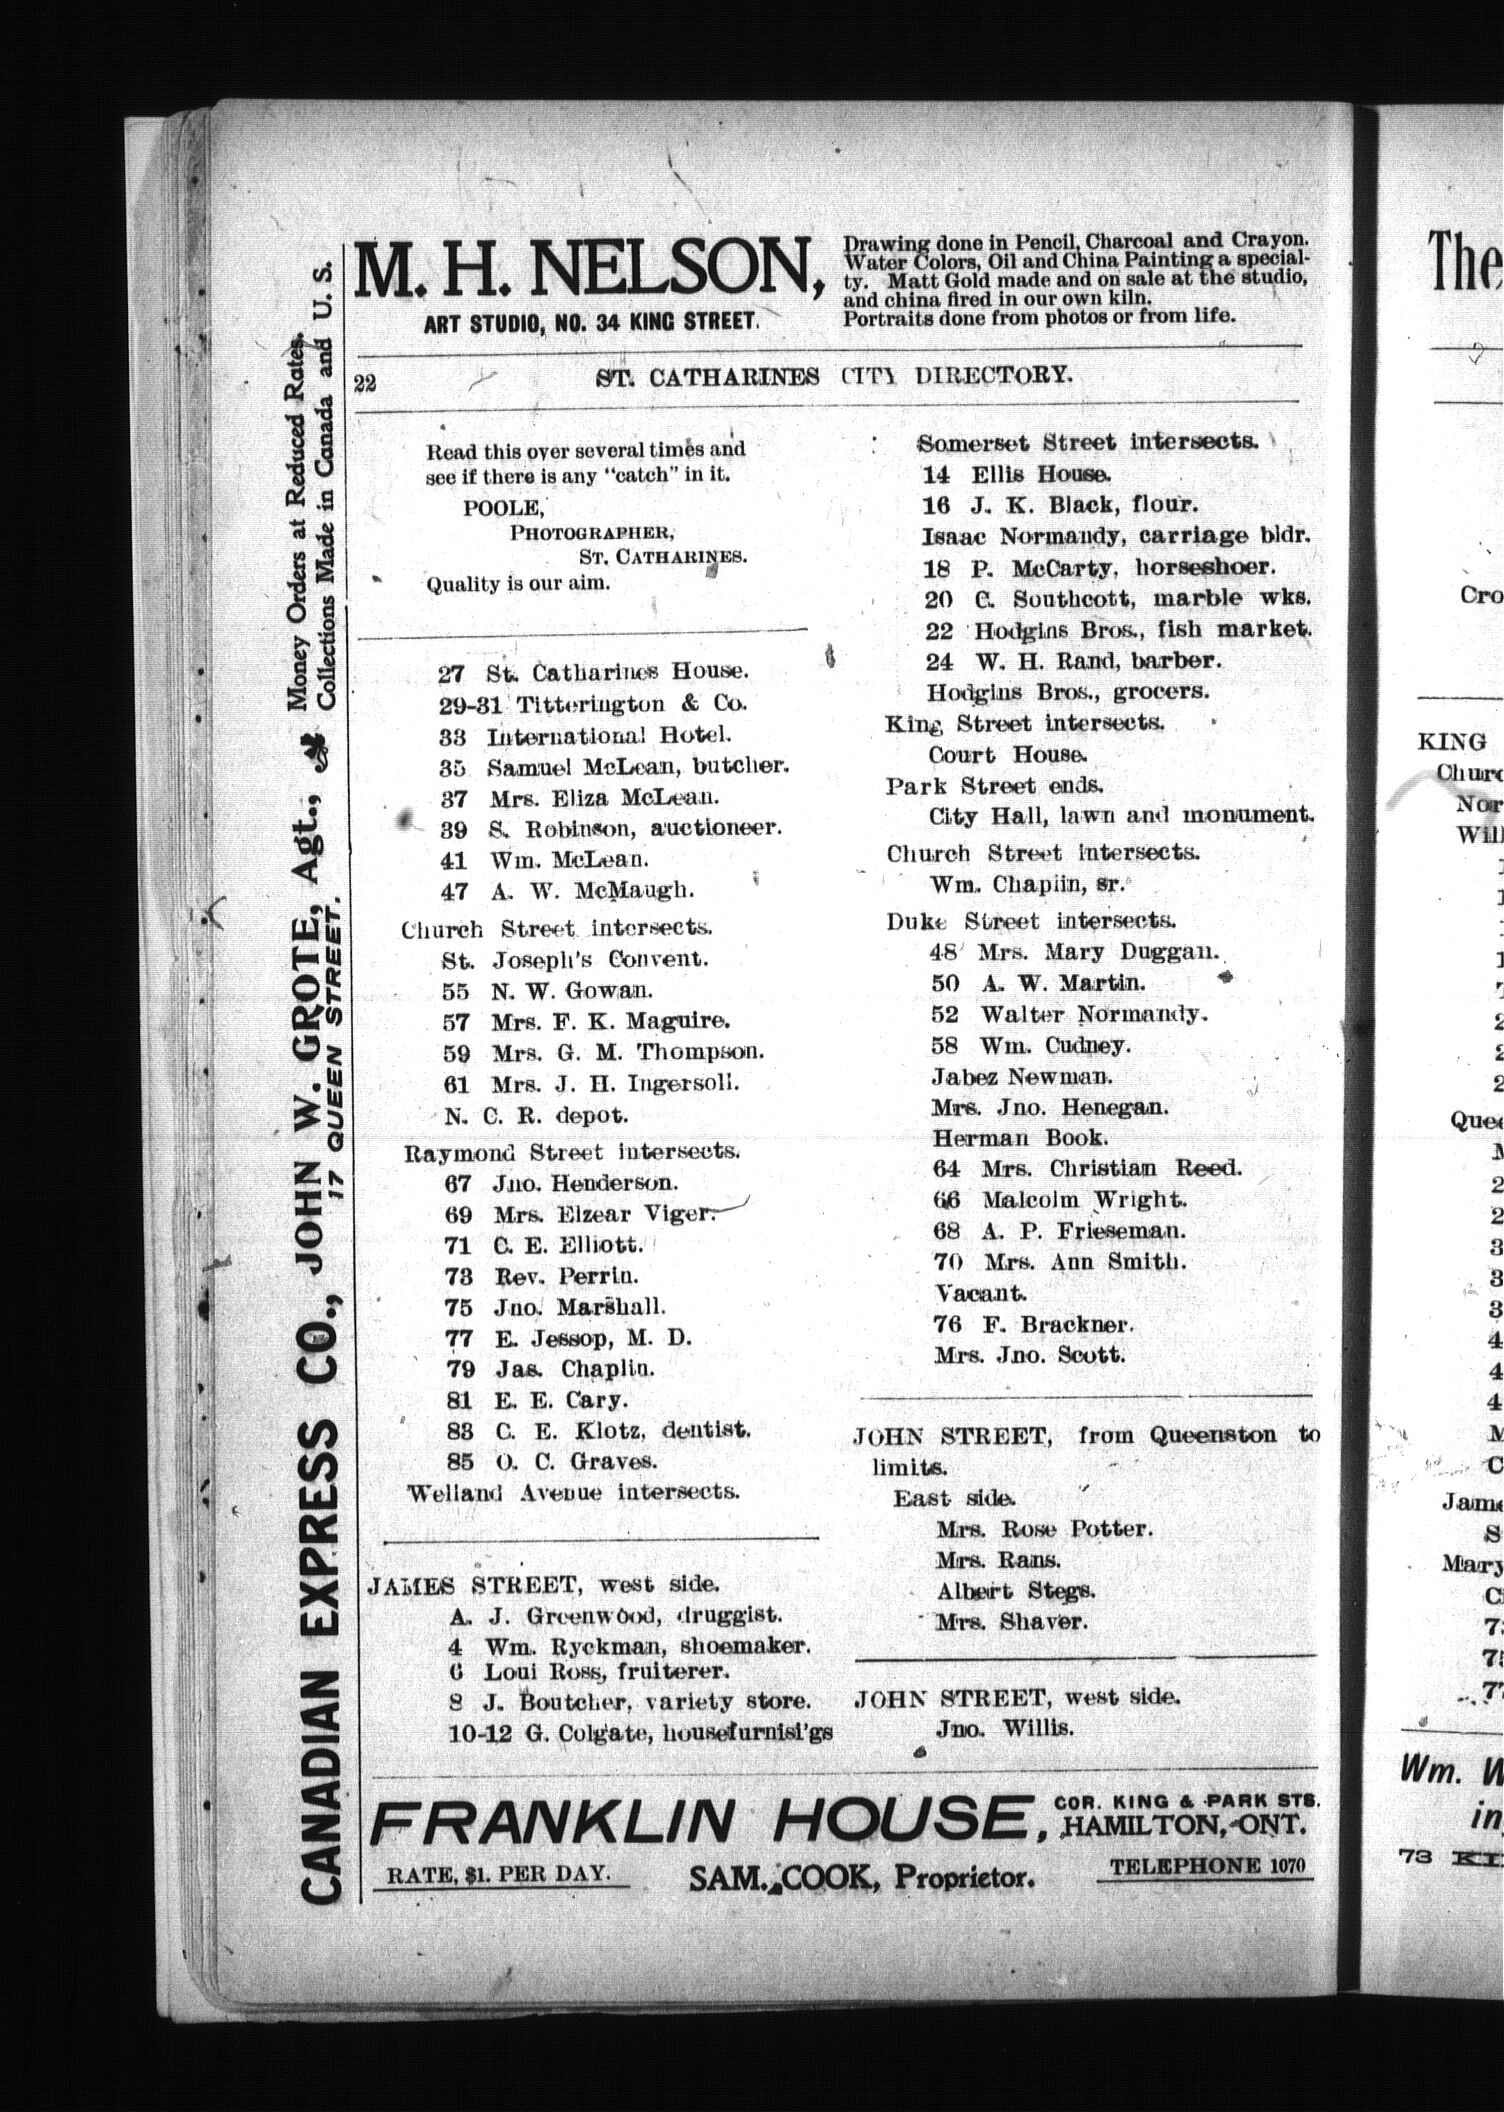 M. H. NELSON,
ART STUDIO, NO. 34 KING STREET.
Drawing done in Pencil, Charcoal and Crayon.
Water Colors, Oil and China Painting a special-
ty. Matt Gold made and on sale at the studio,
and china fired in our own kiln.
Portraits done from photos or from life.
22 ST. CATHARINES CITY DIRECTORY.
CANADIAN EXPRESS CO., JOHN W. GROTE, Agt.,
17 QUEEN STREET.
Money Orders at Reduced Rates.
Collections Made in Canada and U. S.
Read this over several times and
see if there is any "catch" in it.
POOLE,
PHOTOGRAPHER,
ST. CATHARINES.
Quality is our aim.
27 St. Catharines House.
29-31 Titterington & Co.
33 International Hotel.
35 Samuel McLean, butcher.
37 Mrs. Eliza McLean.
39 S. Robinson, auctioneer.
41 Wm. McLean.
47 A. W. McMaugh.
Church Street intersects.
St. Joseph's Convent.
55 N. W. Gowan.
57 Mrs. F. K. Maguire.
59 Mrs. G. M. Thompson.
61 Mrs. J. H. Ingersoll.
N. C. R. depot.
Raymond Street intersects.
67 Jno. Henderson.
69 Mrs. Elzear Viger.
71 C. E. Elliott.
73 Rev. Perrin.
75 Jno. Marshall.
77 E. Jessop, M. D.
79 Jas. Chaplin.
81 E. E. Cary.
83 C. E. Klotz, dentist.
85 O. C. Graves.
Welland Avenue intersects.
JAMES STREET, west side.
A. J. Greenwood, druggist.
4 Wm. Ryckman, shoemaker.
6 Loui Ross, fruiterer.
8 J. Boutcher, variety store.
10-12 G. Colgate, housefurnisi'gs
Somerset Street intersects.
14 Ellis House.
16 J. K. Black, flour.
Isaac Normandy, carriage bldr.
18 P. McCarty, horseshoer.
20 C. Southcott, marble wks.
22 Hodgins Bros., fish market.
24 W. H. Rand, barber.
Hodgins Bros., grocers.
King Street intersects.
Court House.
Park Street ends.
City Hall, lawn and monument.
Church Street intersects.
Wm. Chaplin, sr.
Duke Street intersects.
48 Mrs. Mary Duggan.
50 A. W. Martin.
52 Walter Normandy.
58 Wm. Cudney.
Jabez Newman.
Mrs. Jno. Henegan.
Herman Book.
64 Mrs. Christian Reed.
66 Malcolm Wright.
68 A. P. Frieseman.
70 Mrs. Ann Smith.
Vacant.
76 F. Brackner.
Mrs. Jno. Scott.
JOHN STREET, from Queenston to
limits.
East side.
Mrs. Rose Potter.
Mrs. Rans.
Albert Stegs.
Mrs. Shaver.
JOHN STREET, west side.
Jno. Willis.
FRANKLIN HOUSE, COR. KING & PARK STS.
HAMILTON, ONT.
RATE, $1. PER DAY. SAM. COOK, Proprietor. TELEPHONE 1070
The
KING
Wm. W
73